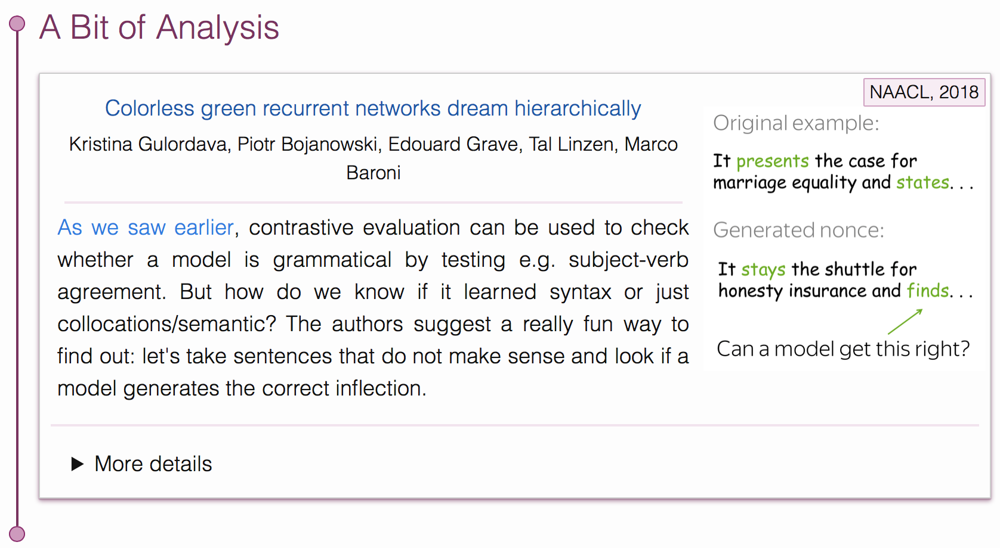 A Bit of Analysis
NAACL, 2018
Colorless green recurrent networks dream hierarchically
Kristina Gulordava, Piotr Bojanowski, Edouard Grave, Tal Linzen, Marco
Baroni
As we saw earlier, contrastive evaluation can be used to check
whether a model is grammatical by testing e.g. subject-verb
agreement. But how do we know if it learned syntax or just
collocations/semantic? The authors suggest a really fun way to
find out: let's take sentences that do not make sense and look if a
model generates the correct inflection.
Original example:
It presents the case for
marriage equality and states. . .
Generated nonce:
It stays the shuttle for
honesty insurance and finds. . .
Can a model get this right?
▶ More details